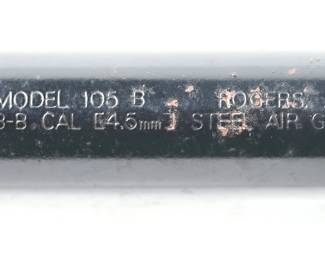 MODEL 105 B ROGERS,
B-B CAL [4.5mm] STEEL AIR G